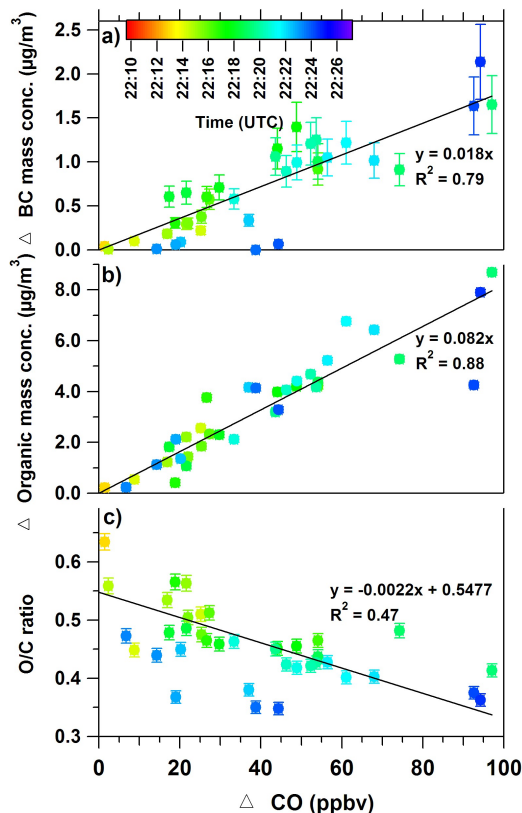 a)
2.5
2.0
1.5
1.0
0.5
0.0
△ BC mass conc. (µg/m³)
22:10
22:12
22:14
22:16
22:18
22:20
22:22
22:24
22:26
Time (UTC)
y = 0.018x
R² = 0.79
b)
8.0
6.0
4.0
2.0
0.0
△ Organic mass conc. (µg/m³)
y = 0.082x
R² = 0.88
c)
0.6
0.5
0.4
0.3
O/C ratio
y = -0.0022x + 0.5477
R² = 0.47
0 20 40 60 80 100
△ CO (ppbv)